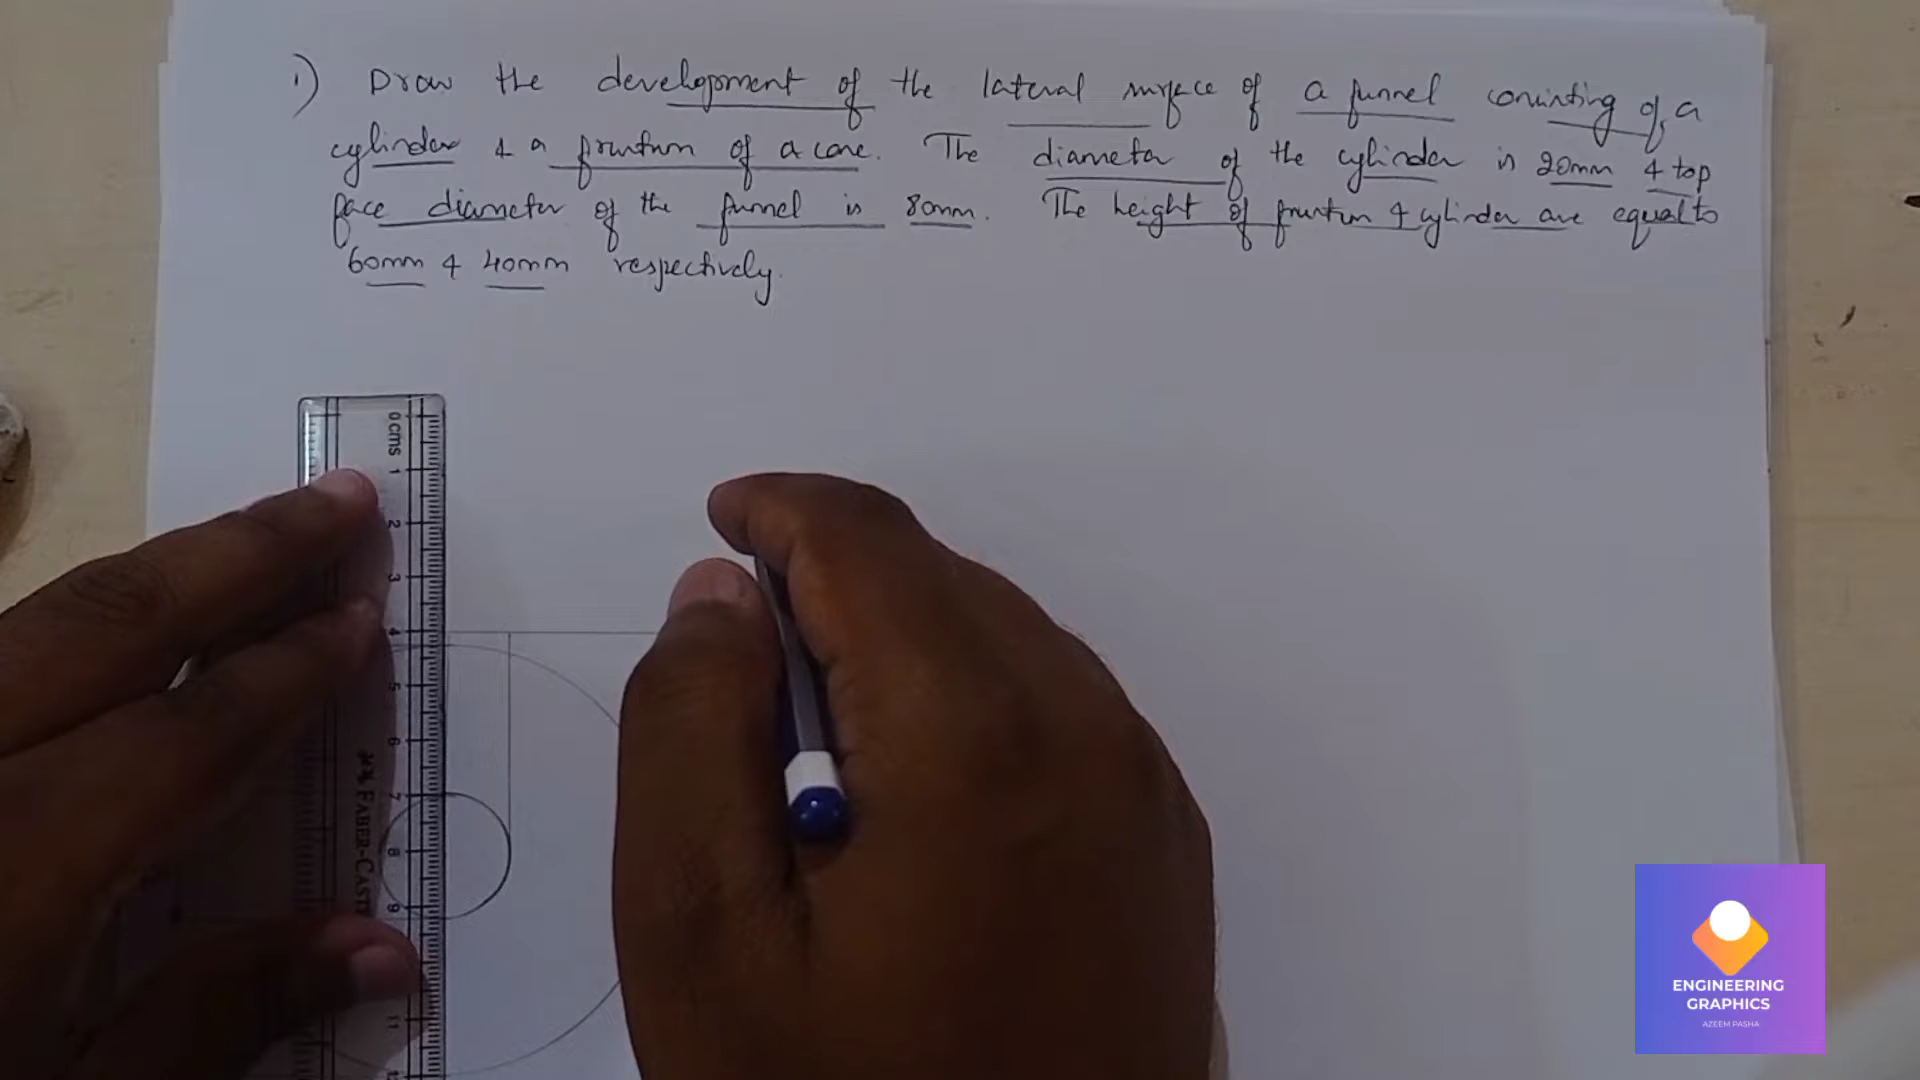 1) Draw the development of the lateral surface of a funnel consisting of a
cylinder & a frustum of a cone. The diameter of the cylinder is 20mm & top
face diameter of the funnel is 80mm. The height of frustum & cylinder are equal to
60mm & 40mm respectively.
0 cms 1 2 3 4 5 6 7 8 9 11
FABER-CAST
ENGINEERING
GRAPHICS
AZEEM PASHA